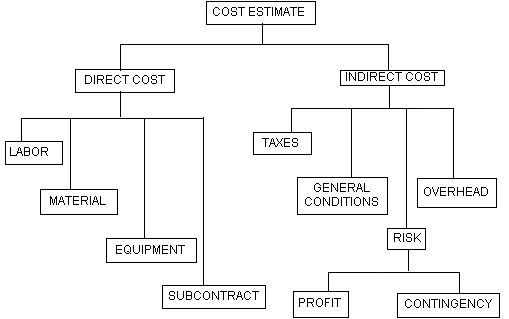 COST ESTIMATE
DIRECT COST
INDIRECT COST
LABOR
MATERIAL
EQUIPMENT
SUBCONTRACT
TAXES
GENERAL
CONDITIONS
OVERHEAD
RISK
PROFIT
CONTINGENCY